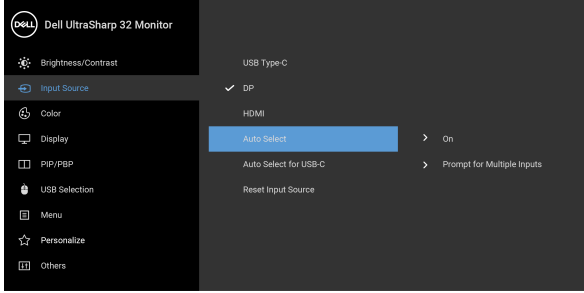 DELL Dell UltraSharp 32 Monitor
Brightness/Contrast
USB Type-C
Input Source
DP
Color
HDMI
Display
Auto Select
On
PIP/PBP
Auto Select for USB-C
Prompt for Multiple Inputs
USB Selection
Reset Input Source
Menu
Personalize
Others